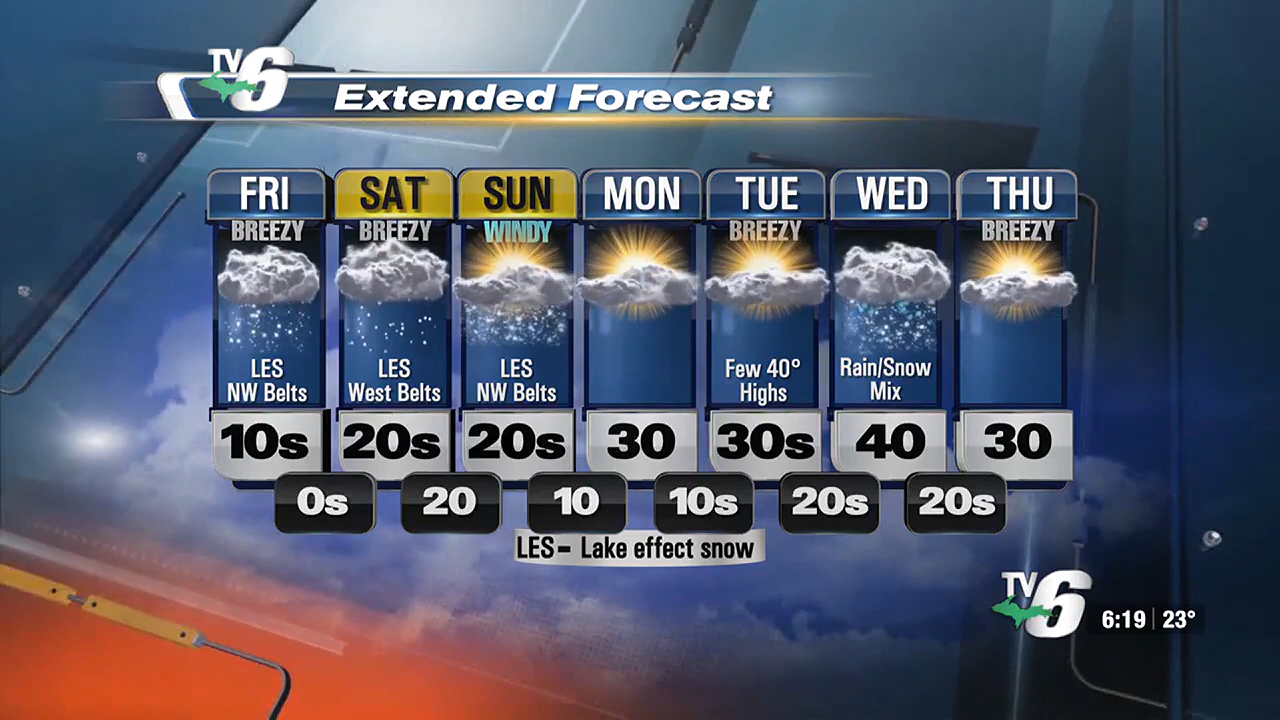 TV6
Extended Forecast
FRI SAT SUN MON TUE WED THU
BREEZY BREEZY WINDY BREEZY BREEZY
LES LES LES Few 40° Rain/Snow
NW Belts West Belts NW Belts Highs Mix
10s 20s 20s 30 30s 40 30
0s 20 10 10s 20s 20s
LES= Lake effect snow
TV6 6:19 23°